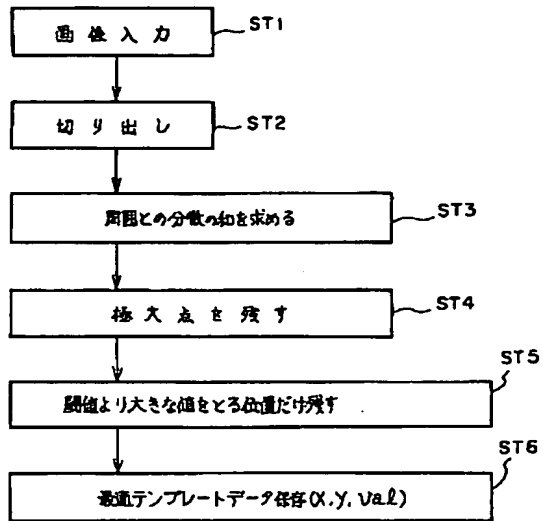 画像入力
ST1
切り出し
ST2
周囲との分散の和を求める
ST3
極大点を残す
ST4
閾値より大きな値をとる位置だけ残す
ST5
最適テンプレートデータ保存(X,Y,Val)
ST6